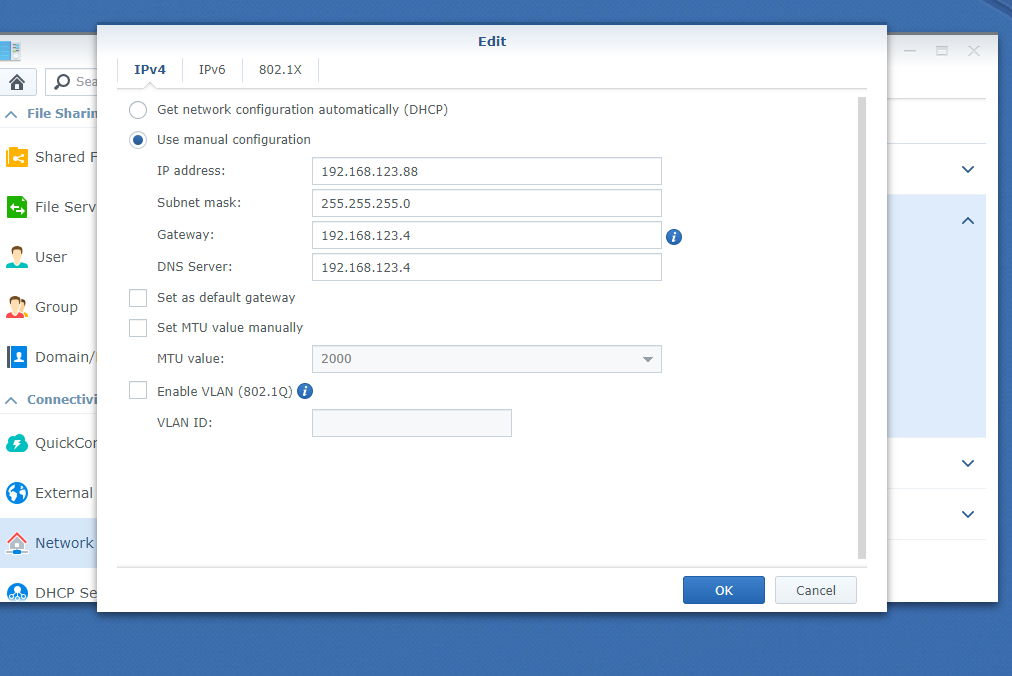 Edit
IPv4 IPv6 802.1X
Sea
Get network configuration automatically (DHCP)
File Sharin
Use manual configuration
Shared F
IP address: 192.168.123.88
File Serv
Subnet mask: 255.255.255.0
Gateway: 192.168.123.4
User
DNS Server: 192.168.123.4
Set as default gateway
Group
Set MTU value manually
Domain/
MTU value: 2000
Connectivi
Enable VLAN (802.1Q)
VLAN ID:
QuickCon
External
Network
DHCP Se
OK Cancel